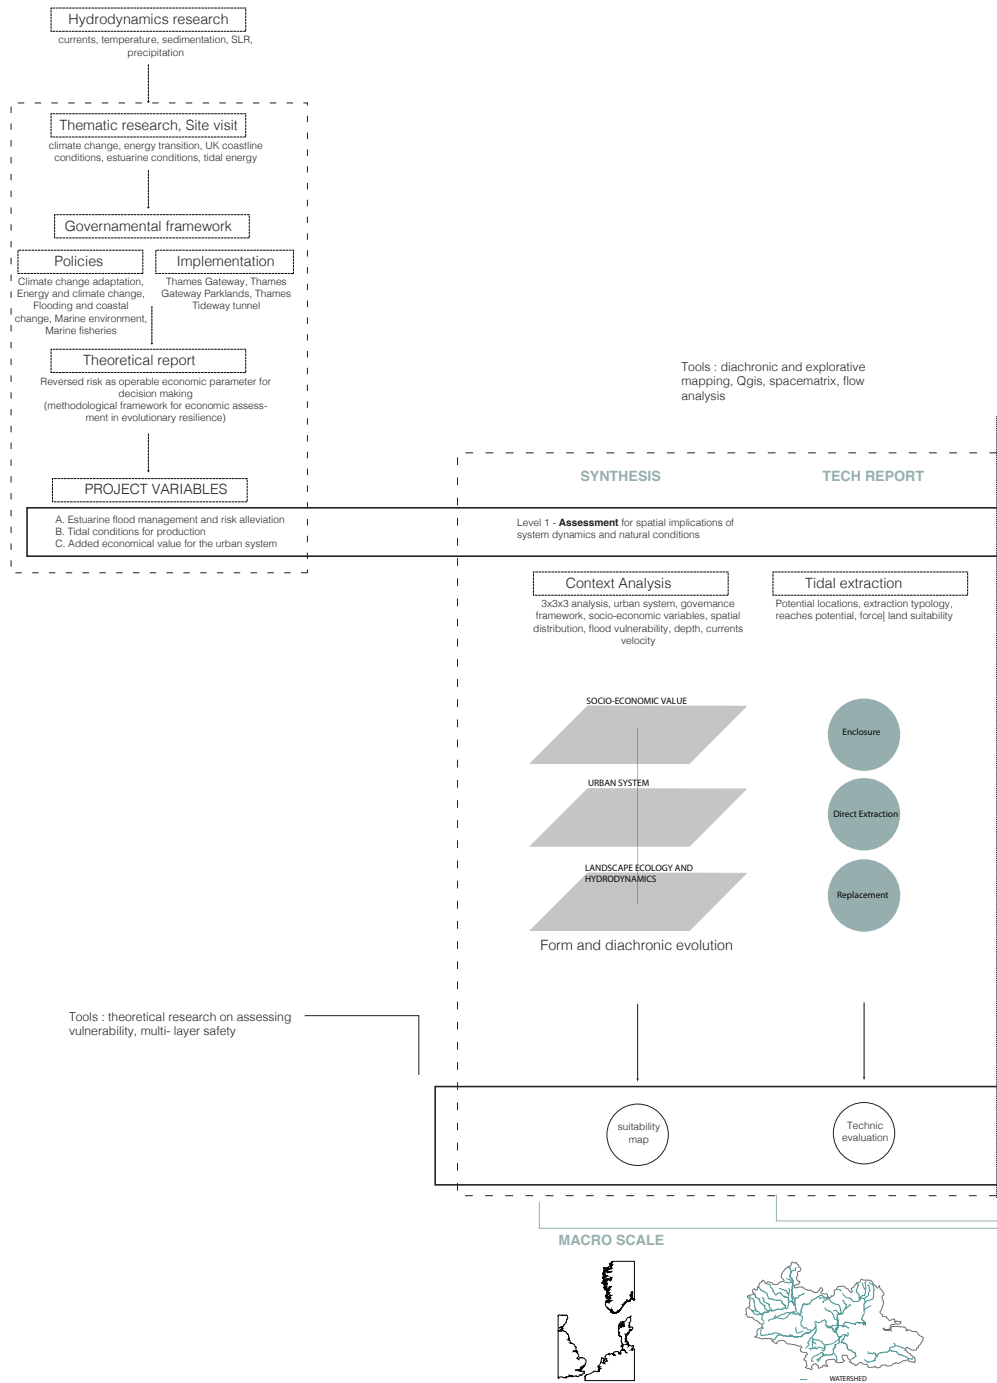 Hydrodynamics research
currents, temperature, sedimentation, SLR,
precipitation
Thematic research, Site visit
climate change, energy transition, UK coastline
conditions, estuarine conditions, tidal energy
Governamental framework
Policies
Climate change adaptation,
Energy and climate change,
Flooding and coastal
change, Marine environment,
Marine fisheries
Implementation
Thames Gateway, Thames
Gateway Parklands, Thames
Tideway tunnel
Theoretical report
Reversed risk as operable economic parameter for
decision making
(methodological framework for economic assess-
ment in evolutionary resilience)
PROJECT VARIABLES
A. Estuarine flood management and risk alleviation
B. Tidal conditions for production
C. Added economical value for the urban system
Tools : diachronic and explorative
mapping, Qgis, spacematrix, flow
analysis
SYNTHESIS
TECH REPORT
Level 1 - Assessment for spatial implications of
system dynamics and natural conditions
Context Analysis
3x3x3 analysis, urban system, governance
framework, socio-economic variables, spatial
distribution, flood vulnerability, depth, currents
velocity
Tidal extraction
Potential locations, extraction typology,
reaches potential, force| land suitability
SOCIO-ECONOMIC VALUE
URBAN SYSTEM
LANDSCAPE ECOLOGY AND
HYDRODYNAMICS
Form and diachronic evolution
Enclosure
Direct Extraction
Replacement
Tools : theoretical research on assessing
vulnerability, multi- layer safety
suitability
map
Technic
evaluation
MACRO SCALE
WATERSHED